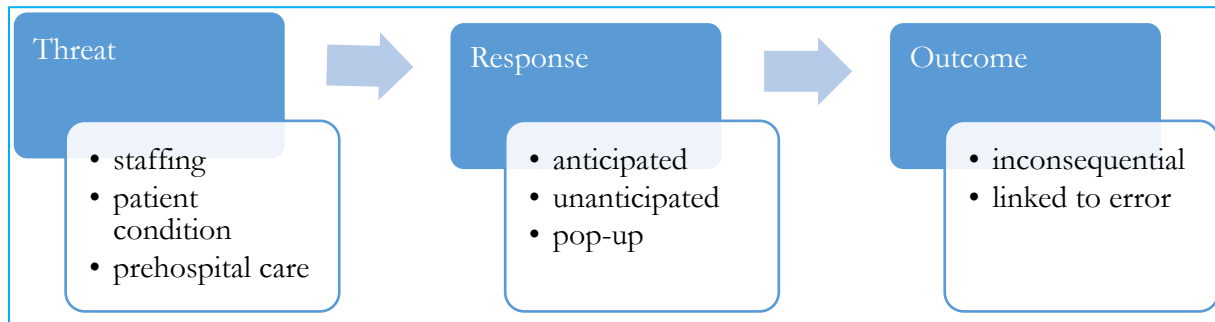 Threat
• staffing
• patient
condition
• prehospital care
Response
• anticipated
• unanticipated
• pop-up
Outcome
• inconsequential
• linked to error